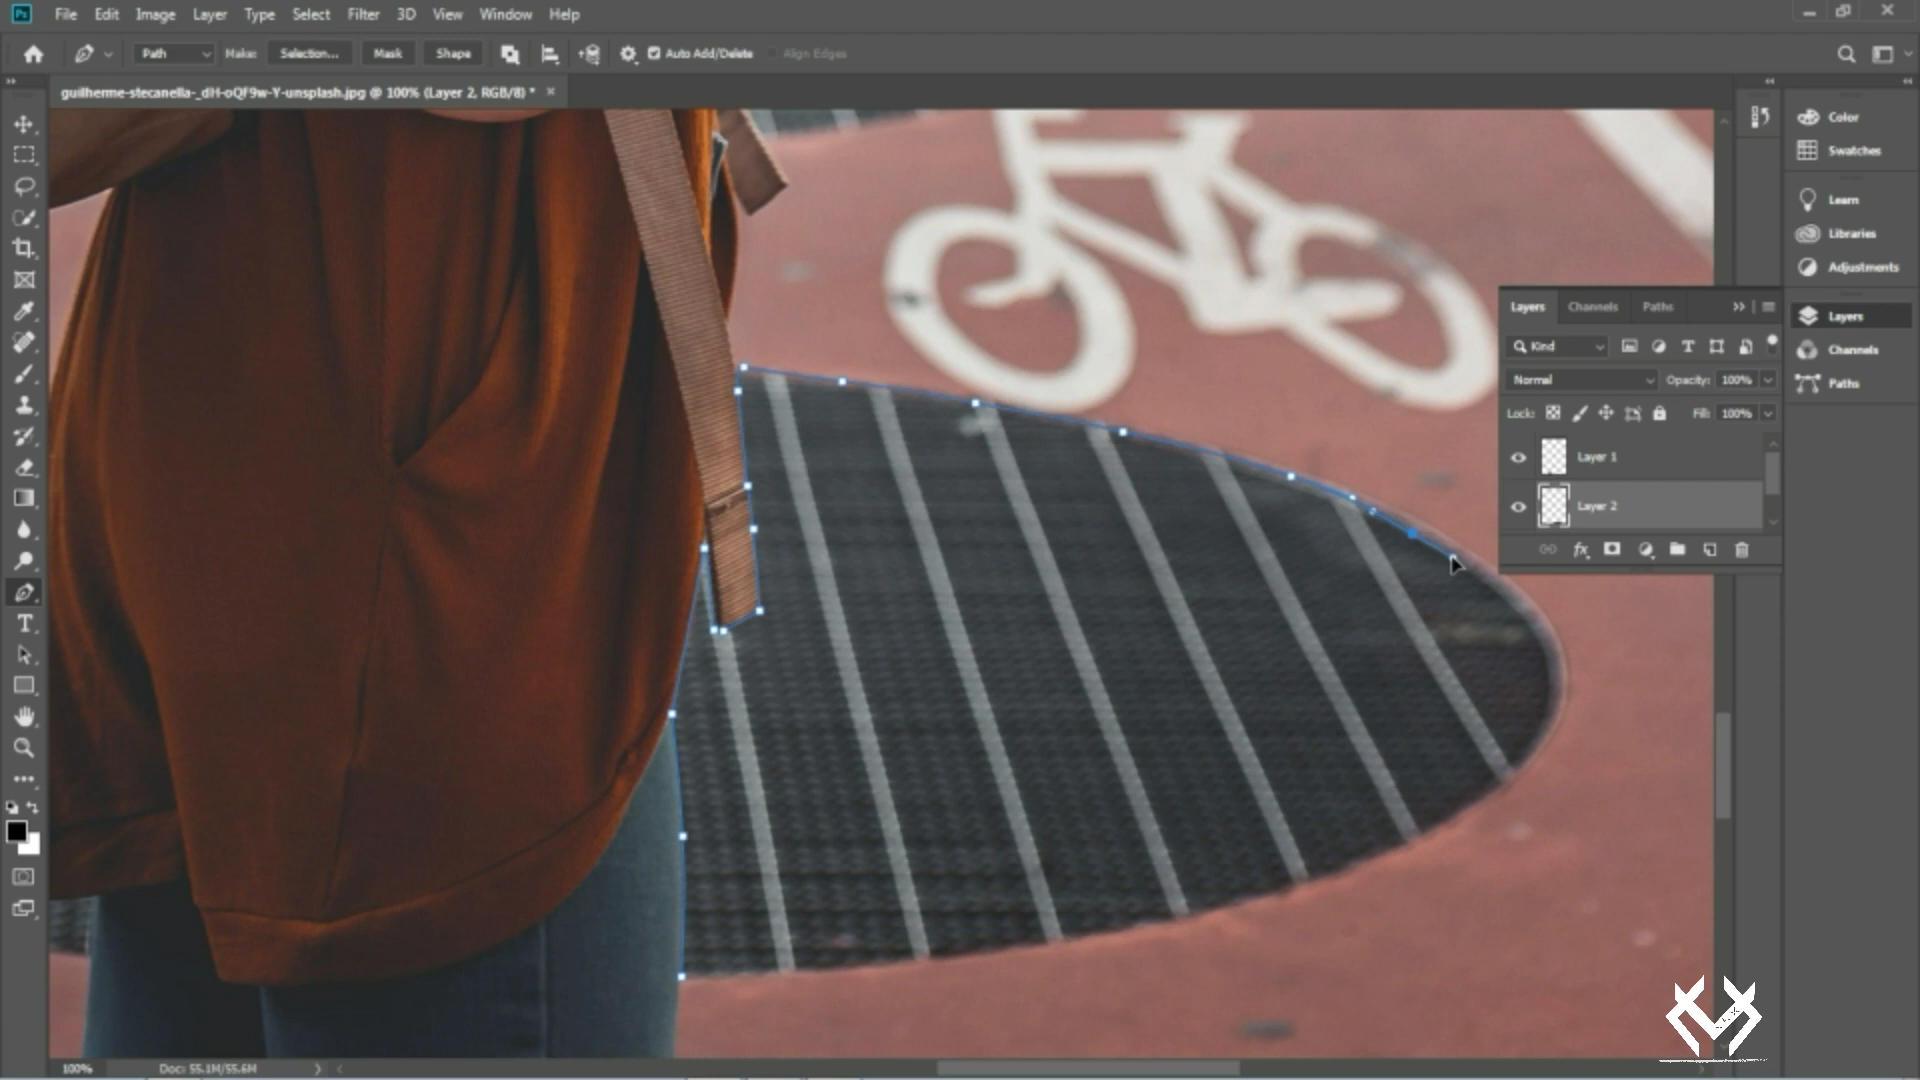 Ps File Edit Image Layer Type Select Filter 3D View Window Help
Path Make: Selection... Mask Shape Auto Add/Delete Align Edges
guilherme-stecanella-_dH-oQF9w-Y-unsplash.jpg @ 100% (Layer 2, RGB/8) *
Color
Swatches
Learn
Libraries
Adjustments
Layers
Channels
Paths
Layers Channels Paths
Kind
Normal Opacity: 100%
Lock: Fill: 100%
Layer 1
Layer 2
fx
100% Doc: 55.1M/55.6M